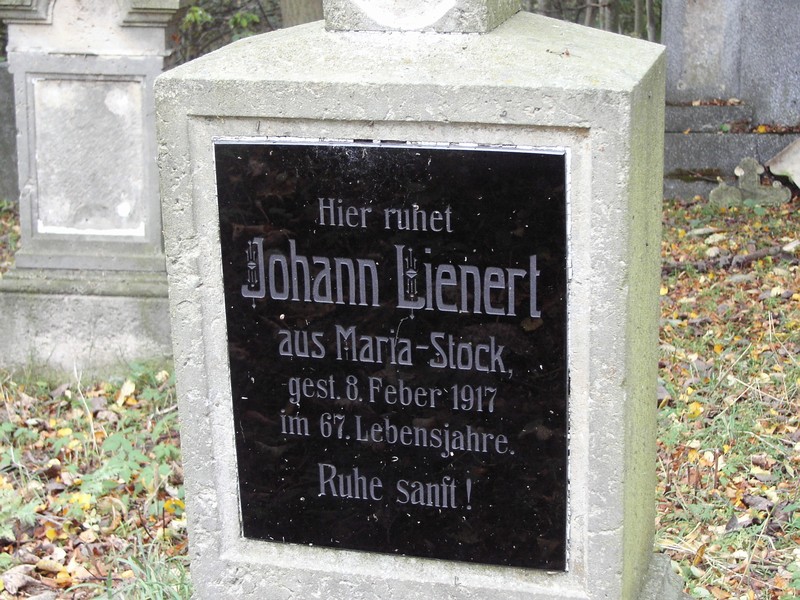 Hier ruhet
Johann Lienert
aus Maria-Stock,
gest. 8. Feber 1917
im 67. Lebensjahre.
Ruhe sanft!